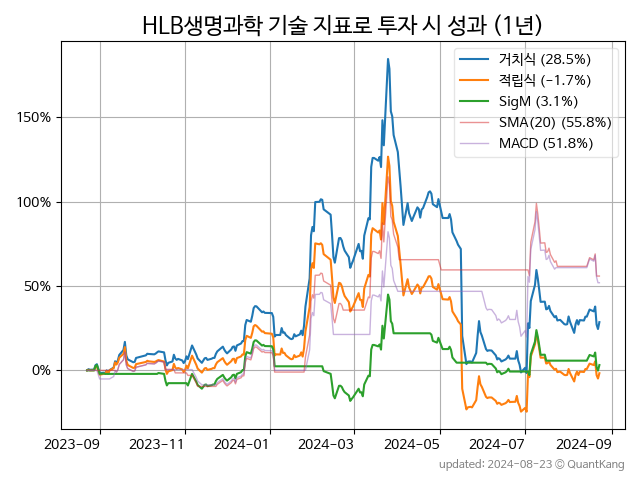 HLB생명과학 기술 지표로 투자 시 성과 (1년)
거치식 (28.5%)
적립식 (-1.7%)
SigM (3.1%)
SMA(20) (55.8%)
MACD (51.8%)
150%
100%
50%
0%
2023-09 2023-11 2024-01 2024-03 2024-05 2024-07 2024-09
updated: 2024-08-23 © QuantKang